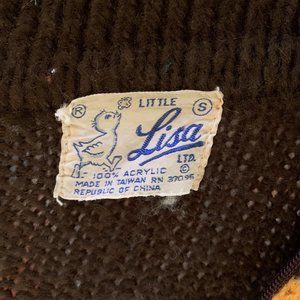 ® LITTLE Ⓢ
Lisa
LTD.
©
100% ACRYLIC
MADE IN TAIWAN RN 37095
REPUBLIC OF CHINA